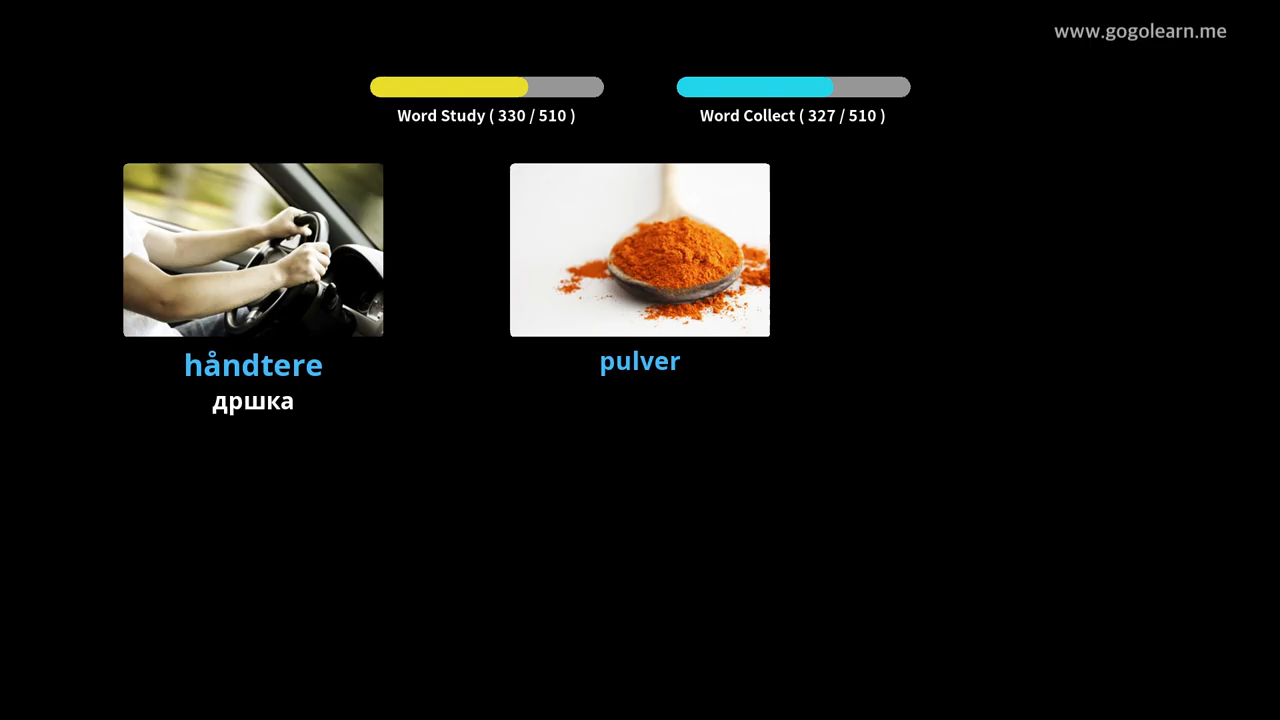 www.gogolearn.me
Word Study ( 330 / 510 )
Word Collect ( 327 / 510 )
håndtere
дршка
pulver